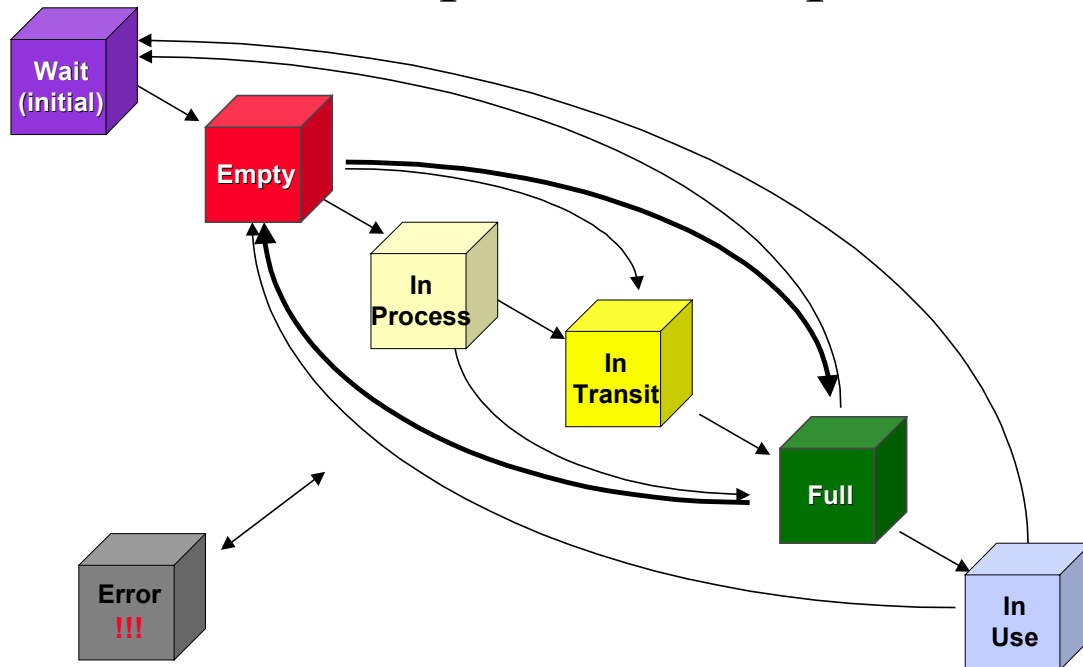 Wait
(initial)
Empty
In
Process
In
Transit
Full
In
Use
Error
!!!